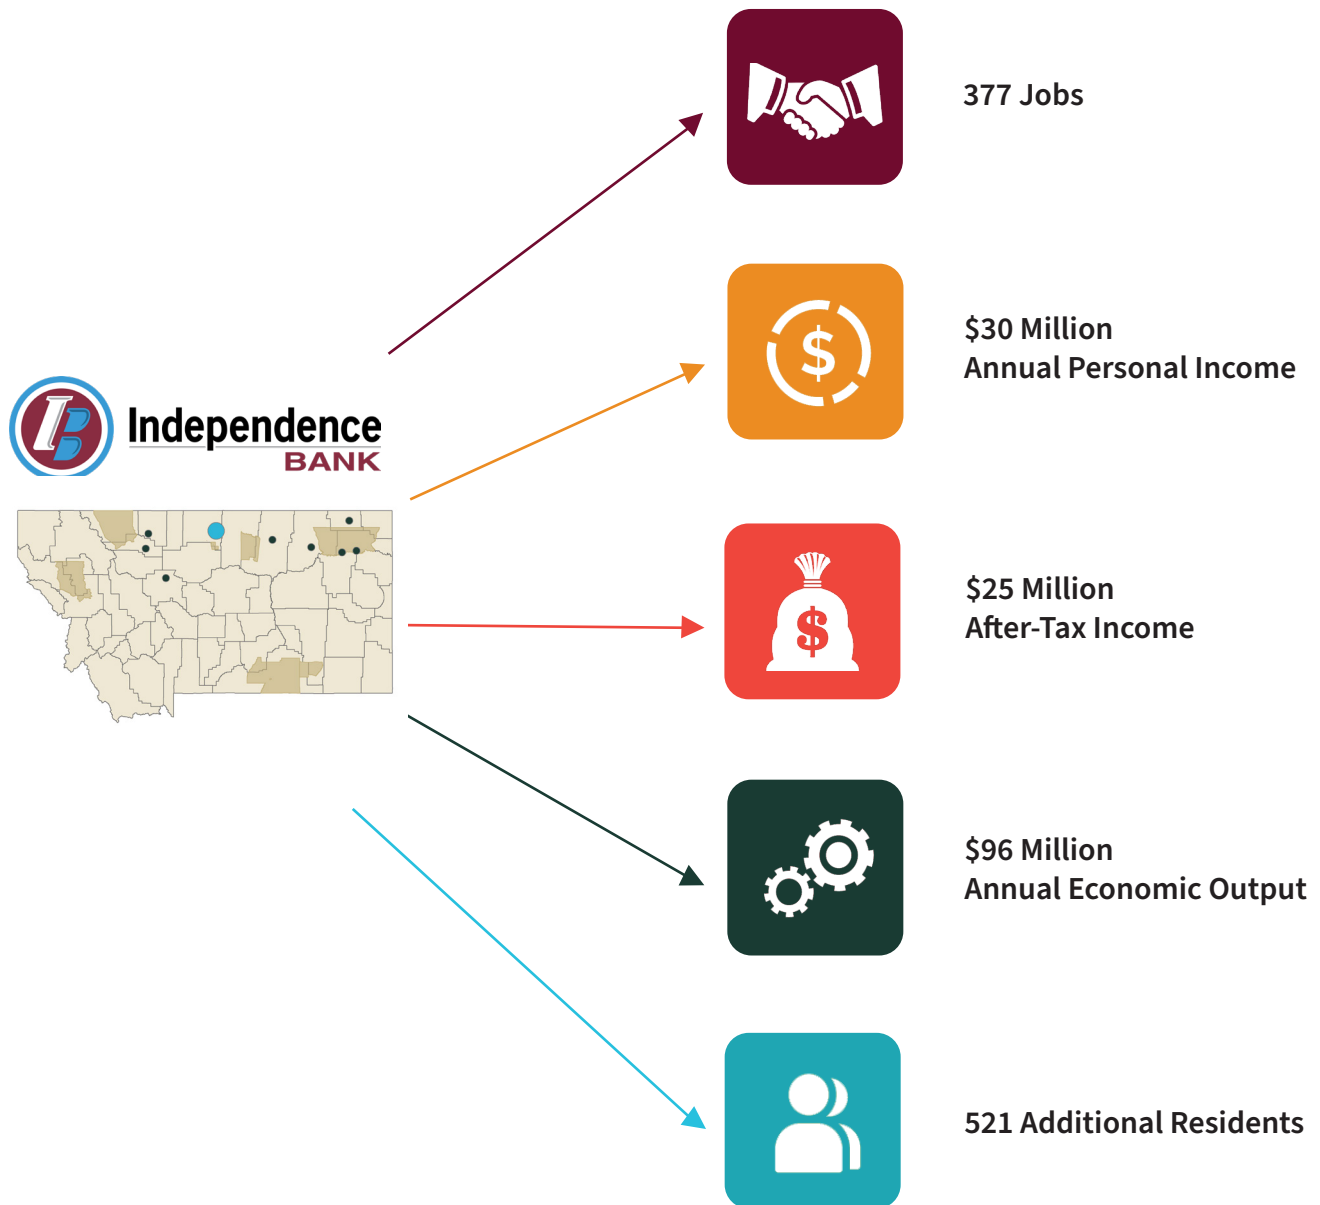 377 Jobs
$30 Million
Annual Personal Income
Independence
BANK
$25 Million
After-Tax Income
$96 Million
Annual Economic Output
521 Additional Residents